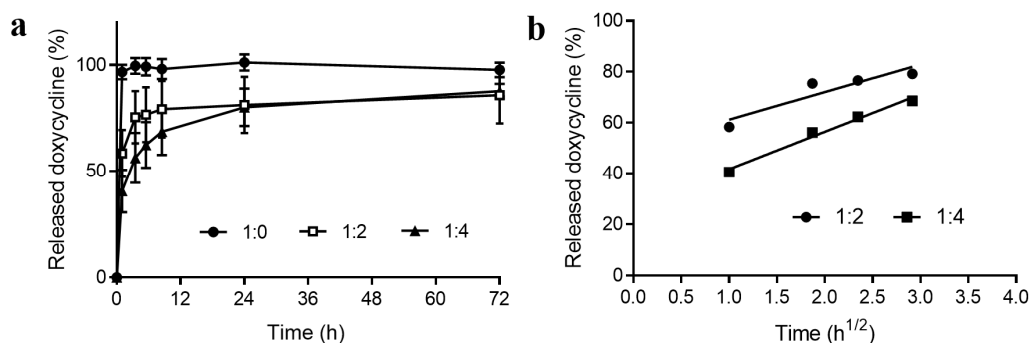 a
Released doxycycline (%)
100
50
0
0 12 24 36 48 60 72
Time (h)
1:0 1:2 1:4
b
Released doxycycline (%)
100
80
60
40
20
0
0.0 0.5 1.0 1.5 2.0 2.5 3.0 3.5 4.0
Time (h^{1/2})
1:2 1:4